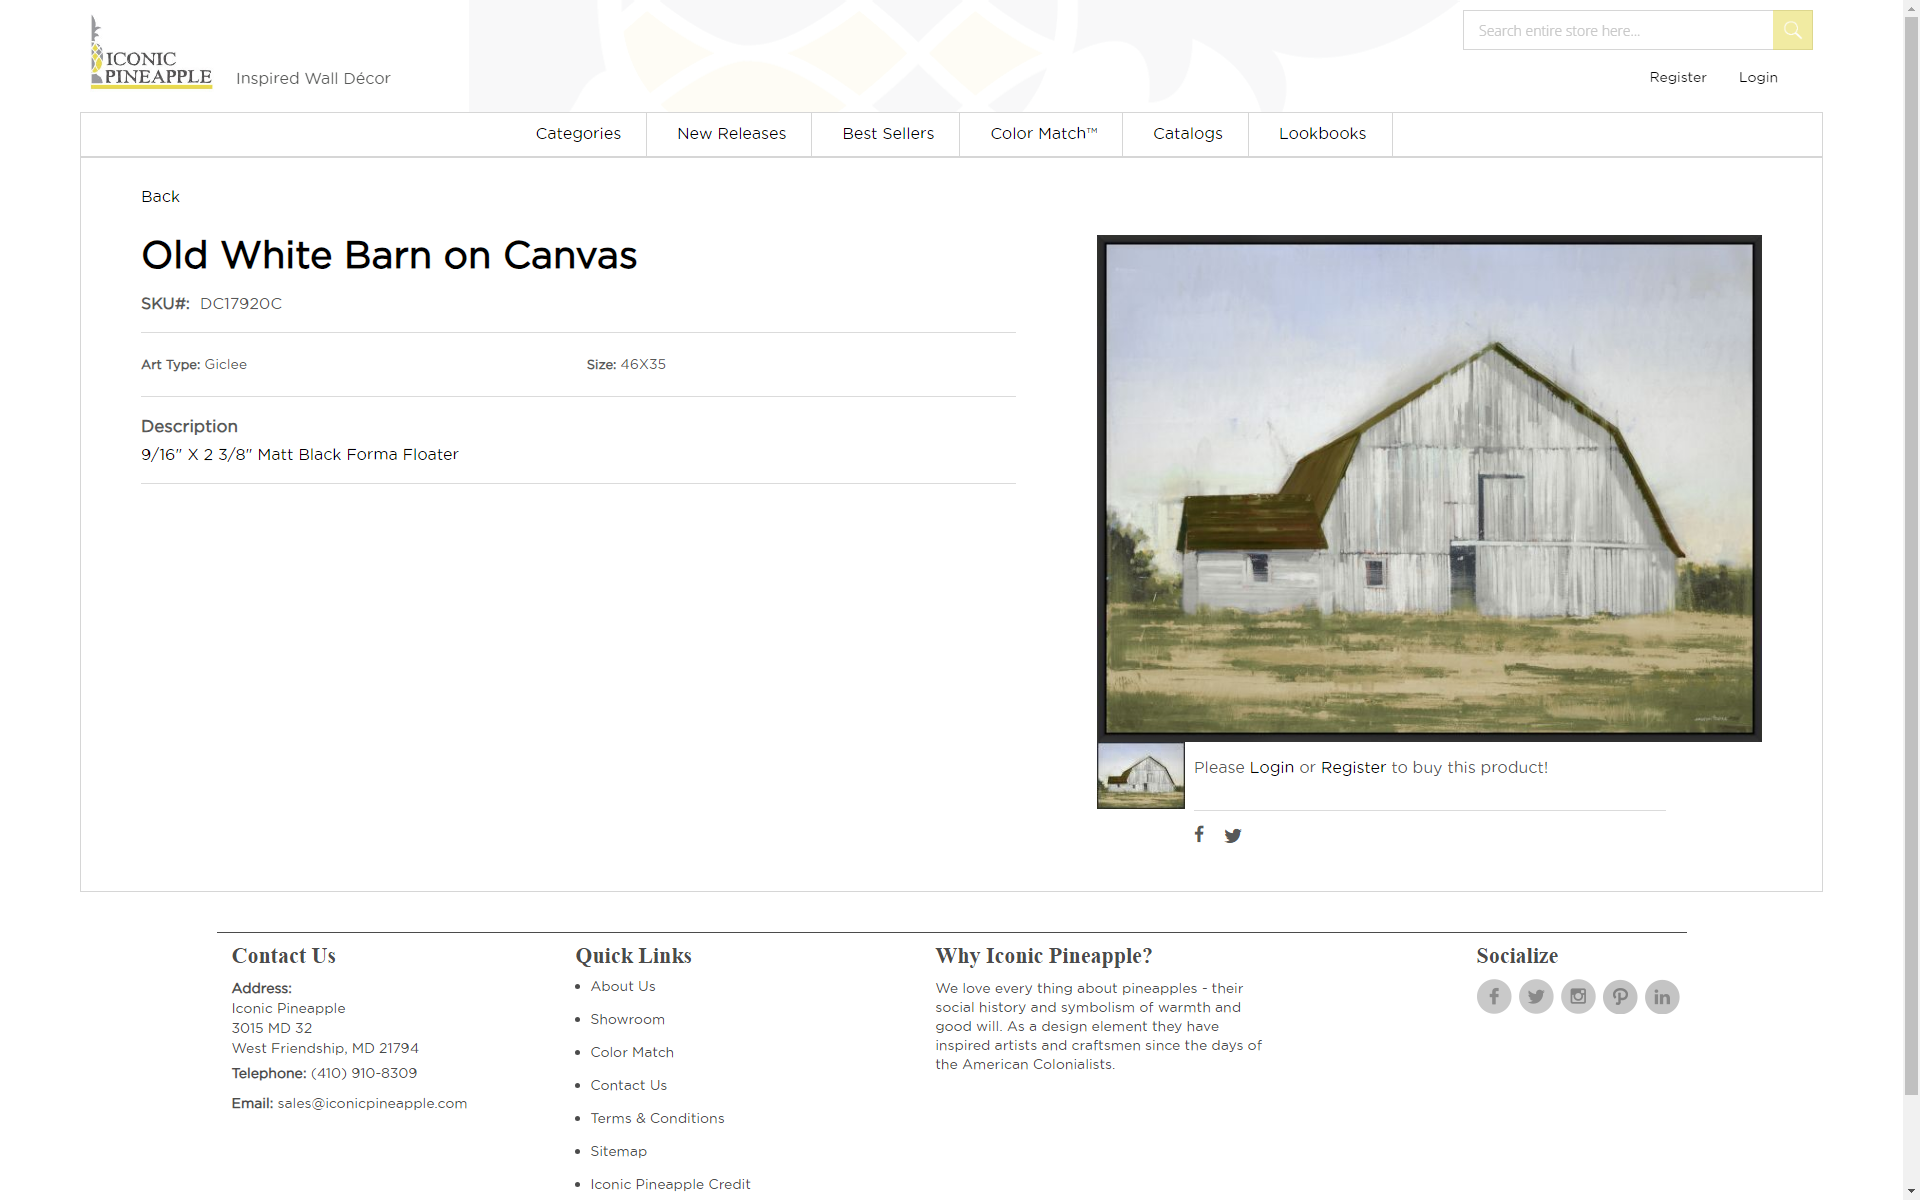 ICONIC
PINEAPPLE
Inspired Wall Décor
Search entire store here...
Register
Login
Categories
New Releases
Best Sellers
Color Match™
Catalogs
Lookbooks
Back
Old White Barn on Canvas
SKU#: DC17920C
Art Type: Giclee
Size: 46X35
Description
9/16" X 2 3/8" Matt Black Forma Floater
Please Login or Register to buy this product!
Contact Us
Address:
Iconic Pineapple
3015 MD 32
West Friendship, MD 21794
Telephone: (410) 910-8309
Email: sales@iconicpineapple.com
Quick Links
About Us
Showroom
Color Match
Contact Us
Terms & Conditions
Sitemap
Iconic Pineapple Credit
Why Iconic Pineapple?
We love every thing about pineapples - their
social history and symbolism of warmth and
good will. As a design element they have
inspired artists and craftsmen since the days of
the American Colonialists.
Socialize